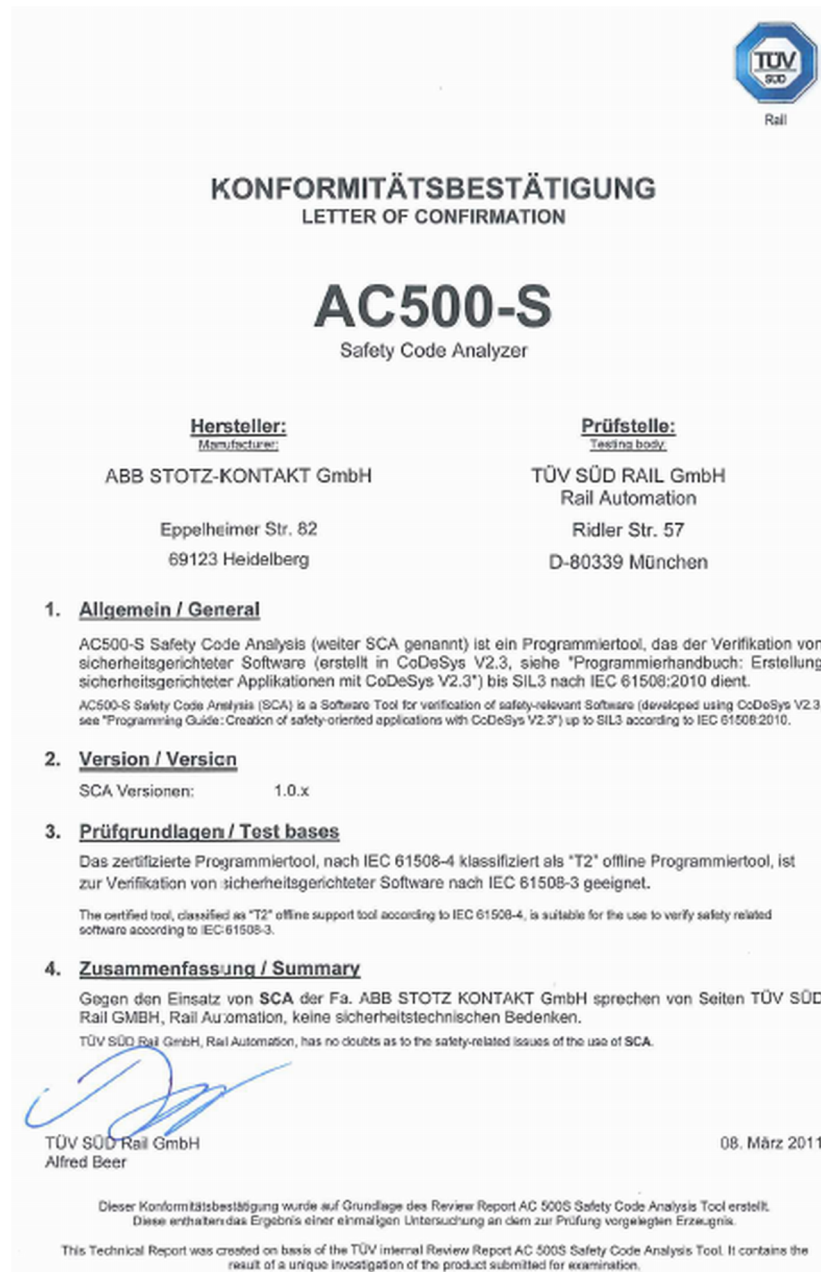 TÜV
SÜD
Rail
KONFORMITÄTSBESTÄTIGUNG
LETTER OF CONFIRMATION
AC500-S
Safety Code Analyzer
Hersteller:
Manufacturer:
ABB STOTZ-KONTAKT GmbH
Eppelheimer Str. 82
69123 Heidelberg
Prüfstelle:
Testing body:
TÜV SÜD RAIL GmbH
Rail Automation
Ridler Str. 57
D-80339 München
1. Allgemein / General
AC500-S Safety Code Analysis (weiter SCA genannt) ist ein Programmiertool, das der Verifikation von
sicherheitsgerichteter Software (erstellt in CoDeSys V2.3, siehe "Programmierhandbuch: Erstellung
sicherheitsgerichteter Applikationen mit CoDeSys V2.3") bis SIL3 nach IEC 61508:2010 dient.
AC500-S Safety Code Analysis (SCA) is a Software Tool for verification of safety-relevant Software (developed using CoDeSys V2.3
see "Programming Guide: Creation of safety-oriented applications with CoDeSys V2.3") up to SIL3 according to IEC 61508:2010.
2. Version / Version
SCA Versionen: 1.0.x
3. Prüfgrundlagen / Test bases
Das zertifizierte Programmiertool, nach IEC 61508-4 klassifiziert als "T2" offline Programmiertool, ist
zur Verifikation von sicherheitsgerichteter Software nach IEC 61508-3 geeignet.
The certified tool, classified as "T2" offline support tool according to IEC 61508-4, is suitable for the use to verify safety related
software according to IEC 61508-3.
4. Zusammenfassung / Summary
Gegen den Einsatz von SCA der Fa. ABB STOTZ KONTAKT GmbH sprechen von Seiten TÜV SÜD
Rail GMBH, Rail Automation, keine sicherheitstechnischen Bedenken.
TÜV SÜD Rail GmbH, Rail Automation, has no doubts as to the safety-related issues of the use of SCA.
TÜV SÜD Rail GmbH
Alfred Beer
08. März 2011
Dieser Konformitätsbestätigung wurde auf Grundlage des Review Report AC 500S Safety Code Analysis Tool erstellt.
Diese enthalten das Ergebnis einer einmaligen Untersuchung an dem zur Prüfung vorgelegten Erzeugnis.
This Technical Report was created on basis of the TÜV internal Review Report AC 500S Safety Code Analysis Tool. It contains the
result of a unique investigation of the product submitted for examination.